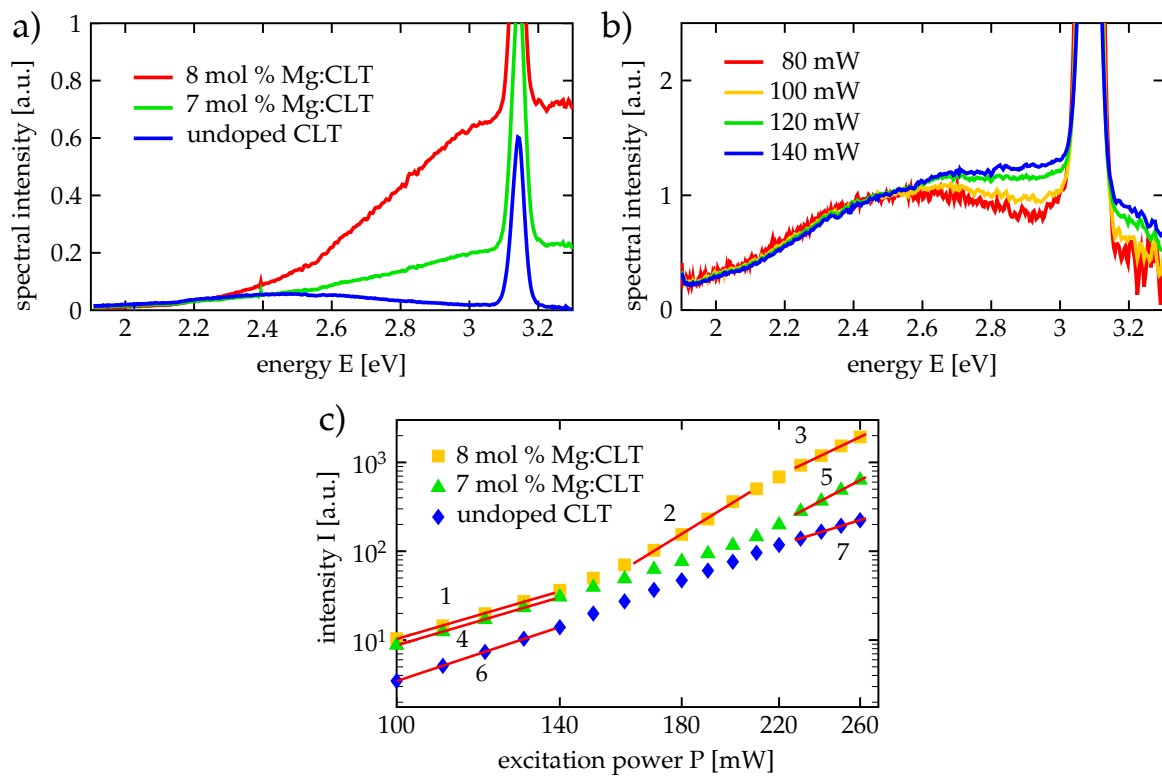 a)
spectral intensity [a.u.]
1
0.8
0.6
0.4
0.2
0
8 mol % Mg:CLT
7 mol % Mg:CLT
undoped CLT
2 2.2 2.4 2.6 2.8 3 3.2
energy E [eV]
b)
spectral intensity [a.u.]
2
1
0
80 mW
100 mW
120 mW
140 mW
2 2.2 2.4 2.6 2.8 3 3.2
energy E [eV]
c)
intensity I [a.u.]
10³
10²
10¹
8 mol % Mg:CLT
7 mol % Mg:CLT
undoped CLT
3
5
2
7
1
4
6
100 140 180 220 260
excitation power P [mW]